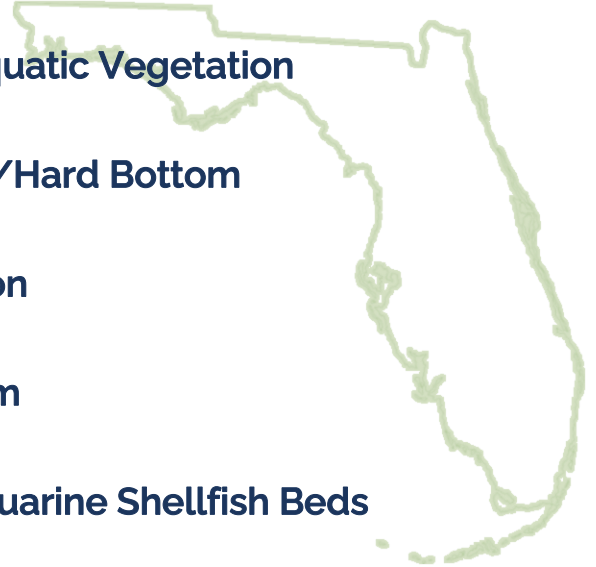 quatic Vegetation
/Hard Bottom
on
m
uarine Shellfish Beds